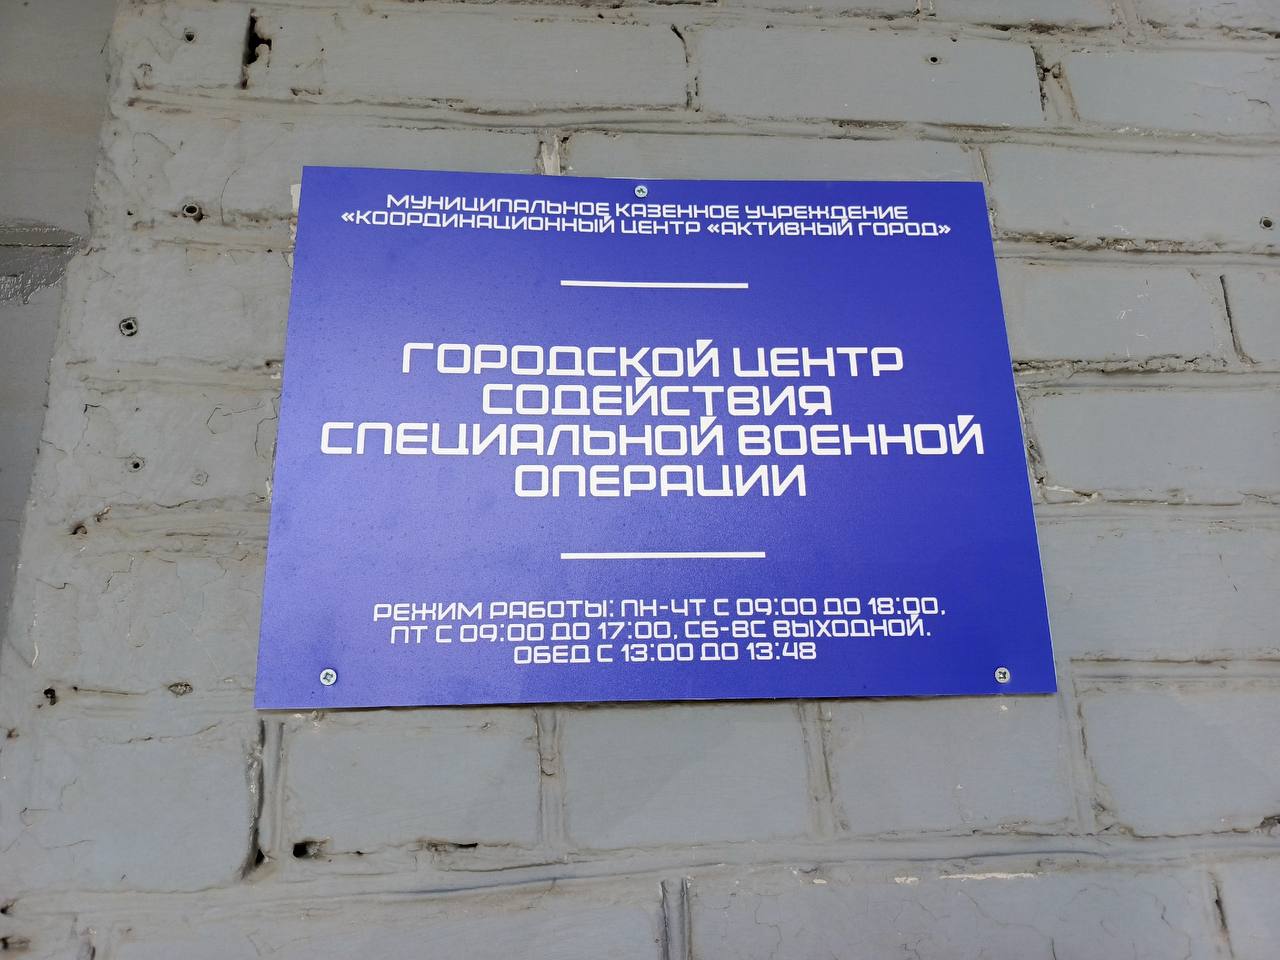 МУНИЦИПАЛЬНОЕ КАЗЕННОЕ УЧРЕЖДЕНИЕ
«КООРДИНАЦИОННЫЙ ЦЕНТР «АКТИВНЫЙ ГОРОД»
ГОРОДСКОЙ ЦЕНТР
СОДЕЙСТВИЯ
СПЕЦИАЛЬНОЙ ВОЕННОЙ
ОПЕРАЦИИ
РЕЖИМ РАБОТЫ: ПН-ЧТ С 09:00 ДО 18:00,
ПТ С 09:00 ДО 17:00, СБ-ВС ВЫХОДНОЙ.
ОБЕД С 13:00 ДО 13:48